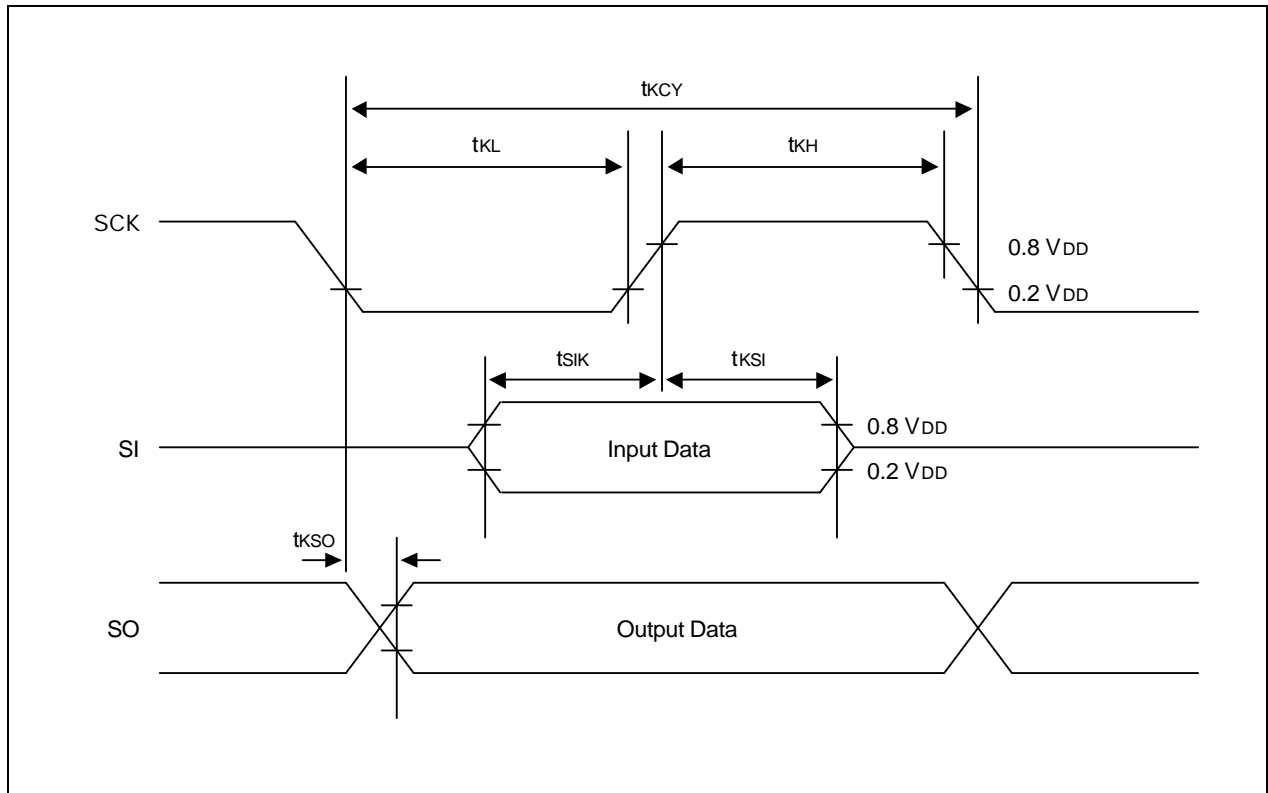 tKCY
tKL
tKH
SCK
0.8 VDD
0.2 VDD
tSIK
tKSI
SI
Input Data
0.8 VDD
0.2 VDD
tKSO
SO
Output Data